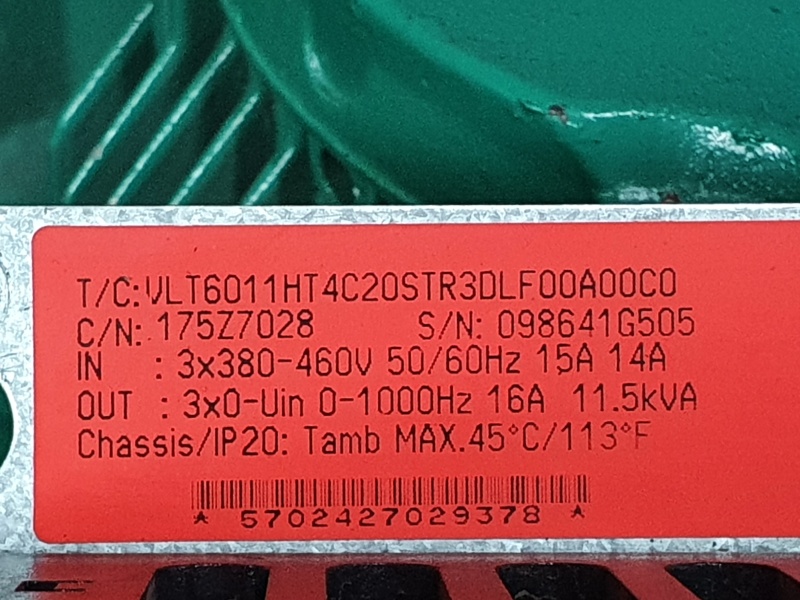 T/C:VLT6011HT4C20STR3DLF00A00C0
C/N: 175Z7028 S/N: 098641G505
IN : 3x380-460V 50/60Hz 15A 14A
OUT : 3x0-Uin 0-1000Hz 16A 11.5kVA
Chassis/IP20: Tamb MAX.45°C/113°F
* 5702427029378 *